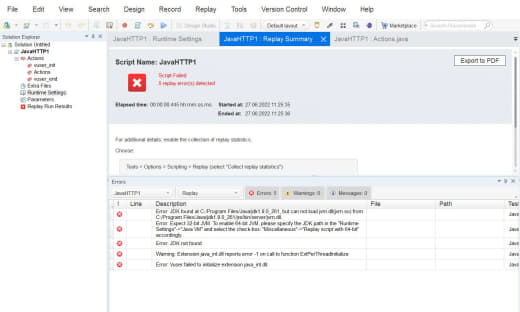 File Edit View Search Design Record Replay Tools Version Control Window Help
Design Studio Default layout Marketplace Search Documents
Solution Explorer
JavaHTTP1 : Runtime Settings JavaHTTP1 : Replay Summary JavaHTTP1 : Actions.java
Solution Untitled
JavaHTTP1
Actions
vuser_init
Actions
vuser_end
Extra Files
Runtime Settings
Parameters
Replay Run Results
Script Name: JavaHTTP1
Export to PDF
Script Failed
5 replay error(s) detected
Elapsed time: 00:00:00.445 hh:mm:ss.ms Started at: 27.06.2022 11:25:35
Ended at: 27.06.2022 11:25:36
For additional details, enable the collection of replay statistics.
Choose:
Tools > Options > Scripting > Replay (select "Collect replay statistics")
Errors
JavaHTTP1 Replay Errors: 5 Warnings: 0 Messages: 0
! Line Description File Path Test
Error: JDK found at C:/Program Files/Java/jdk1.8.0_261, but can not load jvm.dll(jvm.so) from
C:/Program Files/Java/jdk1.8.0_261/jre/bin/server/jvm.dll. Java
Error: Expect 32-bit JVM. To enable 64-bit JVM, please specify the JDK path in the "Runtime
Settings"->"Java VM" and select the check box: "Miscellaneous"->"Replay script with 64-bit" Java
accordingly.
Error: JDK not found Java
Warning: Extension java_int.dll reports error -1 on call to function ExtPerThreadInitialize Java
Error: Vuser failed to initialize extension java_int.dll. Java